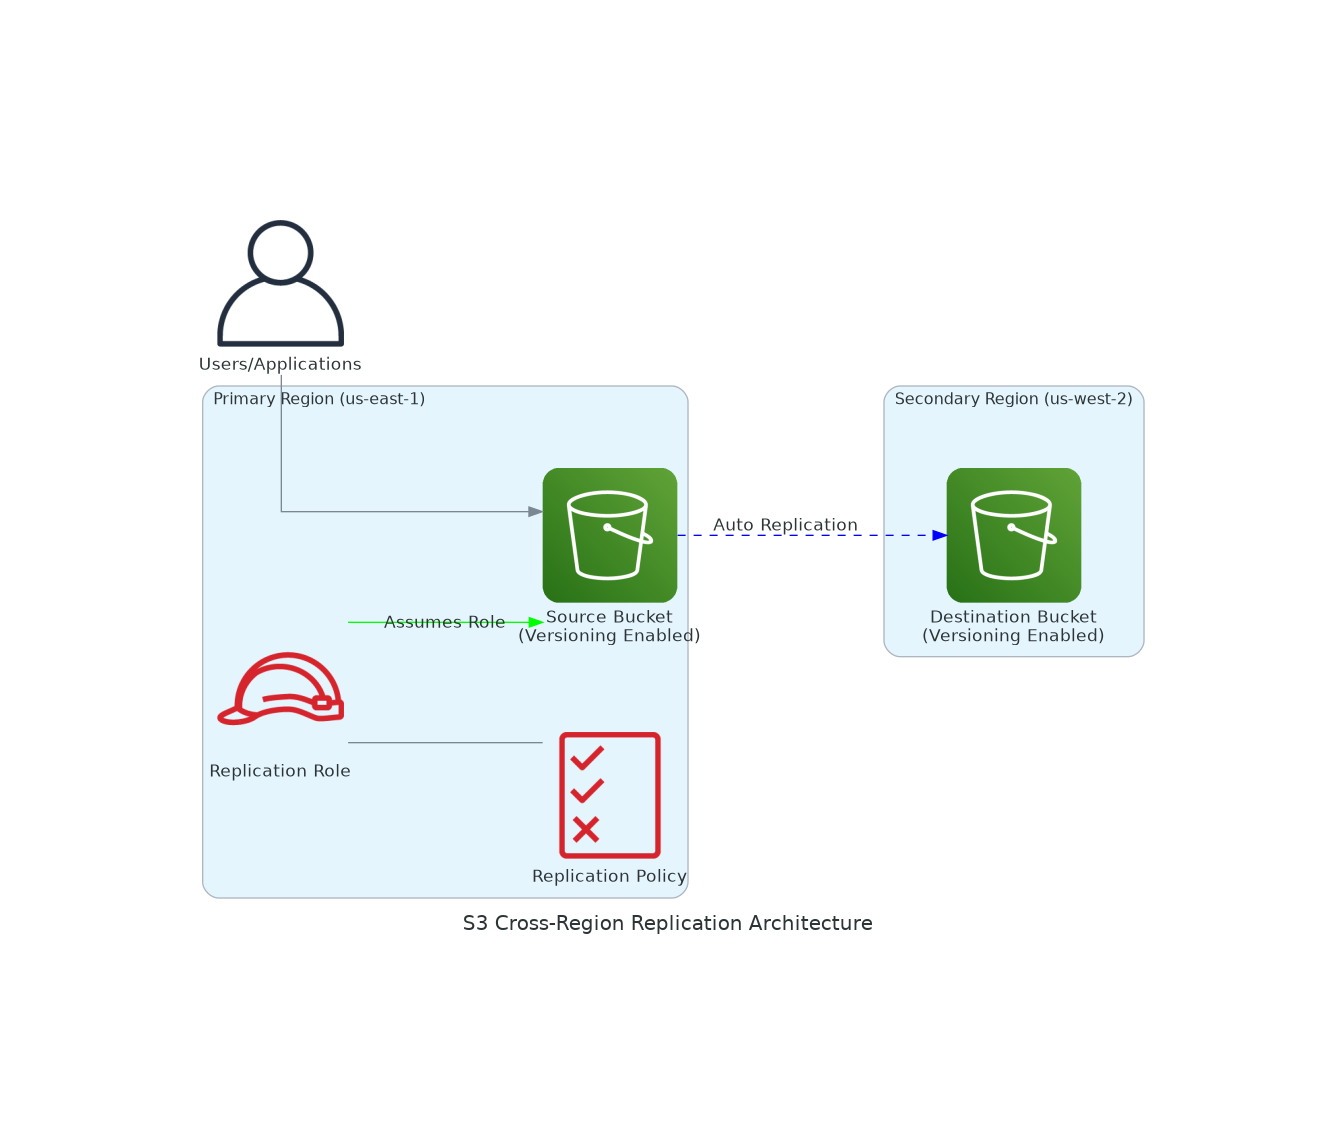 Users/Applications
Primary Region (us-east-1)
Secondary Region (us-west-2)
Auto Replication
Assumes Role
Source Bucket
(Versioning Enabled)
Destination Bucket
(Versioning Enabled)
Replication Role
Replication Policy
S3 Cross-Region Replication Architecture